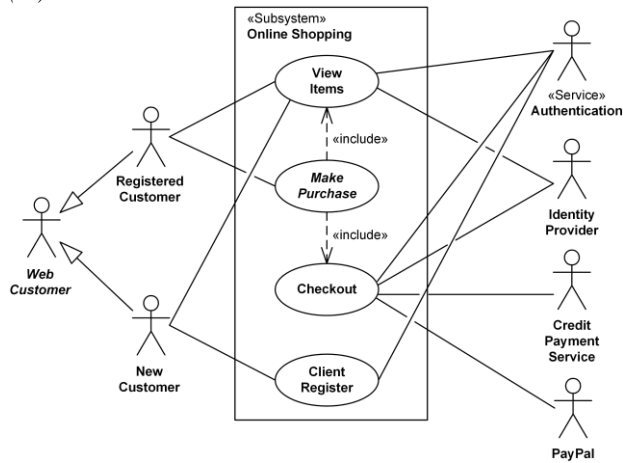 «Subsystem»
Online Shopping
View
Items
«Service»
Authentication
«include»
Registered
Customer
Make
Purchase
Identity
Provider
«include»
Web
Customer
Checkout
Credit
Payment
Service
New
Customer
Client
Register
PayPal